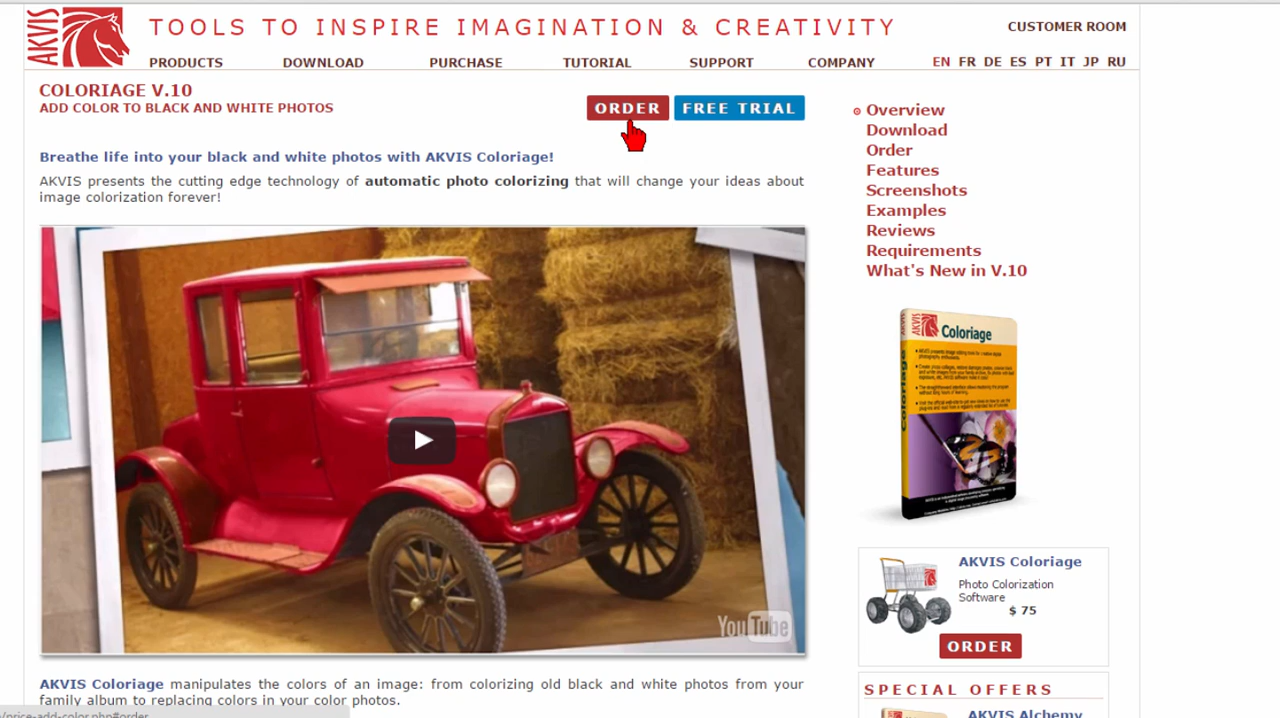 AKVIS
TOOLS TO INSPIRE IMAGINATION & CREATIVITY
CUSTOMER ROOM
PRODUCTS DOWNLOAD PURCHASE TUTORIAL SUPPORT COMPANY
EN FR DE ES PT IT JP RU
COLORIAGE V.10
ADD COLOR TO BLACK AND WHITE PHOTOS
ORDER FREE TRIAL
Breathe life into your black and white photos with AKVIS Coloriage!
AKVIS presents the cutting edge technology of automatic photo colorizing that will change your ideas about
image colorization forever!
YouTube
AKVIS Coloriage manipulates the colors of an image: from colorizing old black and white photos from your
family album to replacing colors in your color photos.
/price-add-color.php#order
Overview
Download
Order
Features
Screenshots
Examples
Reviews
Requirements
What's New in V.10
AKVIS Coloriage
Coloriage
AKVIS Coloriage
Photo Colorization
Software
$ 75
ORDER
SPECIAL OFFERS
AKVIS Alchemy